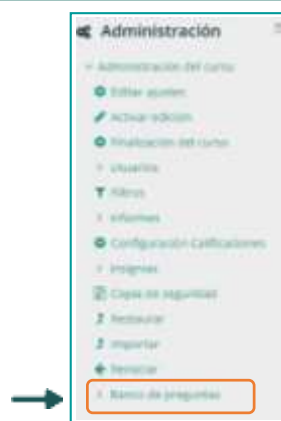 Administración
Administración del curso
Editar ajustes
Activar edición
Finalización del curso
Usuarios
Filtros
Informes
Configuración Calificaciones
Insignias
Copia de seguridad
Restaurar
Importar
Reiniciar
Banco de preguntas